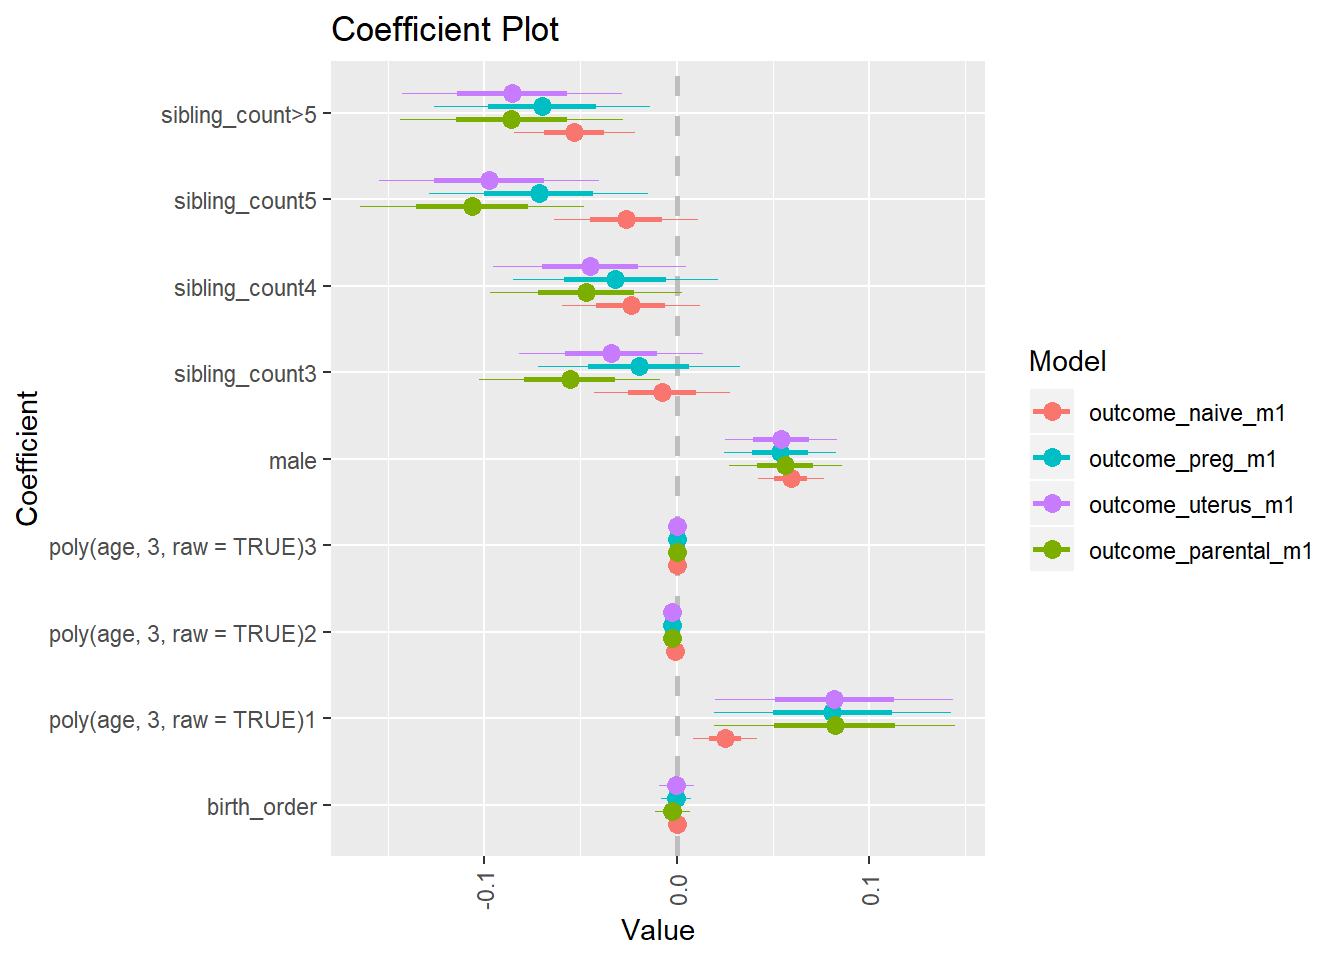 Coefficient Plot
sibling_count>5
sibling_count5
sibling_count4
sibling_count3
male
poly(age, 3, raw = TRUE)3
poly(age, 3, raw = TRUE)2
poly(age, 3, raw = TRUE)1
birth_order
Coefficient
-0.1
0.0
0.1
Value
Model
outcome_naive_m1
outcome_preg_m1
outcome_uterus_m1
outcome_parental_m1